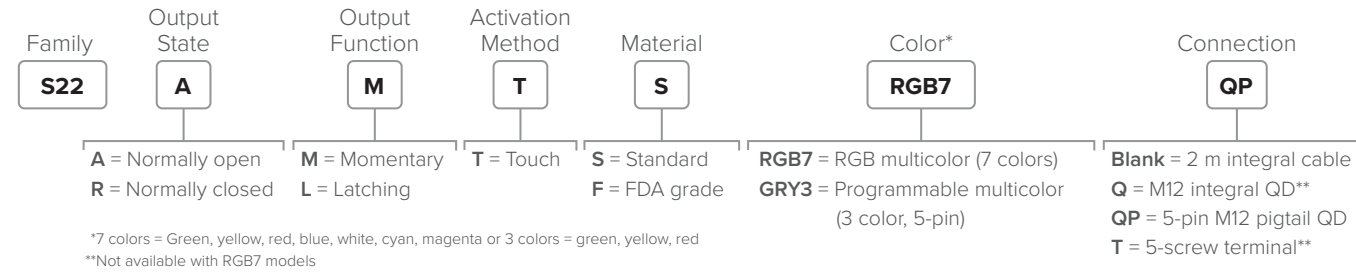 Family
Output
State
Output
Function
Activation
Method
Material
Color*
Connection
S22
A
M
T
S
RGB7
QP
A = Normally open
R = Normally closed
M = Momentary
L = Latching
T = Touch
S = Standard
F = FDA grade
RGB7 = RGB multicolor (7 colors)
GRY3 = Programmable multicolor
(3 color, 5-pin)
Blank = 2 m integral cable
Q = M12 integral QD**
QP = 5-pin M12 pigtail QD
T = 5-screw terminal**
*7 colors = Green, yellow, red, blue, white, cyan, magenta or 3 colors = green, yellow, red
**Not available with RGB7 models